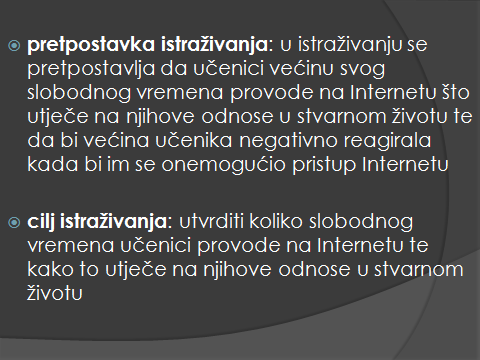 pretpostavka istraživanja: u istraživanju se
pretpostavlja da učenici većinu svog
slobodnog vremena provode na Internetu što
utječe na njihove odnose u stvarnom životu te
da bi većina učenika negativno reagirala
kada bi im se onemogućio pristup Internetu
cilj istraživanja: utvrditi koliko slobodnog
vremena učenici provode na Internetu te
kako to utječe na njihove odnose u stvarnom
životu